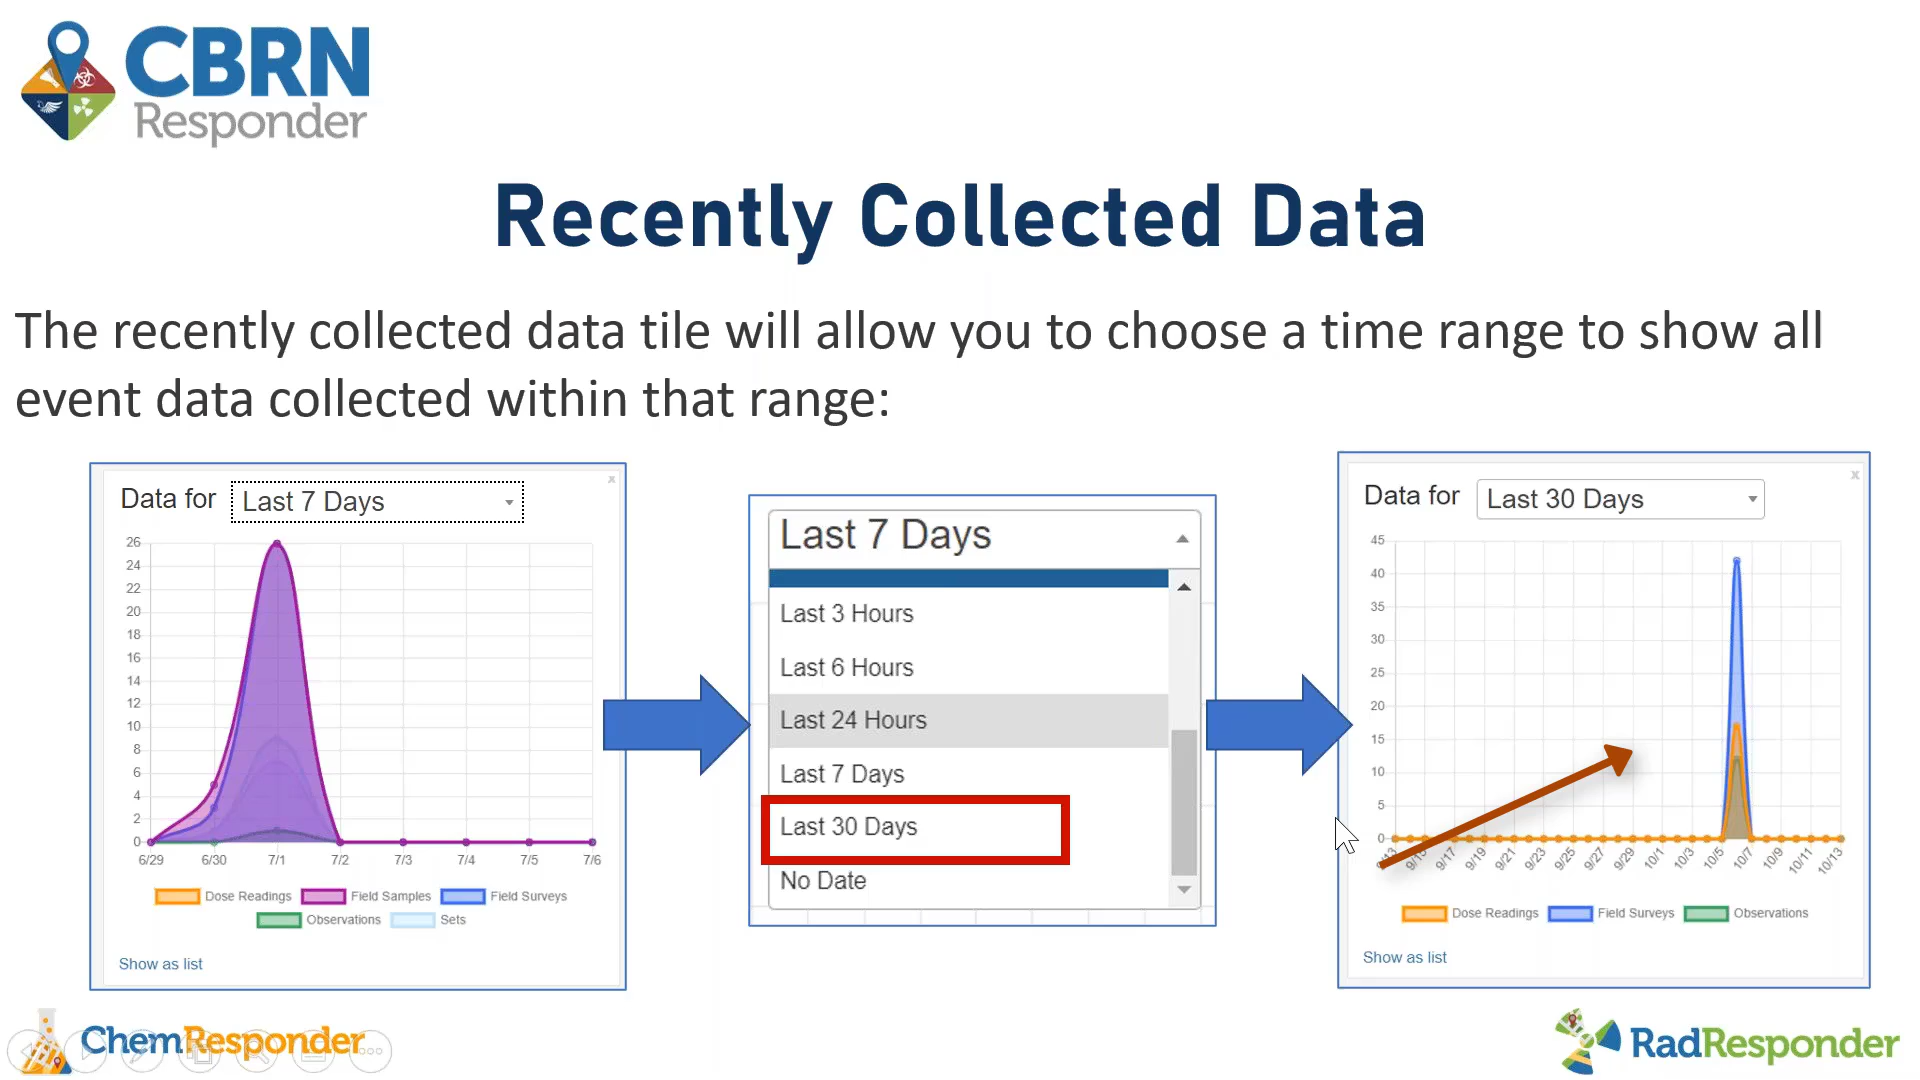 CBRN
Responder
Recently Collected Data
The recently collected data tile will allow you to choose a time range to show all
event data collected within that range:
Data for Last 7 Days
x
26
24
22
20
18
16
14
12
10
8
6
4
2
0
6/29 6/30 7/1 7/2 7/3 7/4 7/5 7/6
Dose Readings Field Samples Field Surveys
Observations Sets
Show as list
Last 7 Days
Last 3 Hours
Last 6 Hours
Last 24 Hours
Last 7 Days
Last 30 Days
No Date
Data for Last 30 Days
x
45
40
35
30
25
20
15
10
5
0
9/15 9/17 9/19 9/21 9/23 9/25 9/27 9/29 10/1 10/3 10/5 10/7 10/9 10/11 10/13
Dose Readings Field Surveys Observations
Show as list
ChemResponder
RadResponder